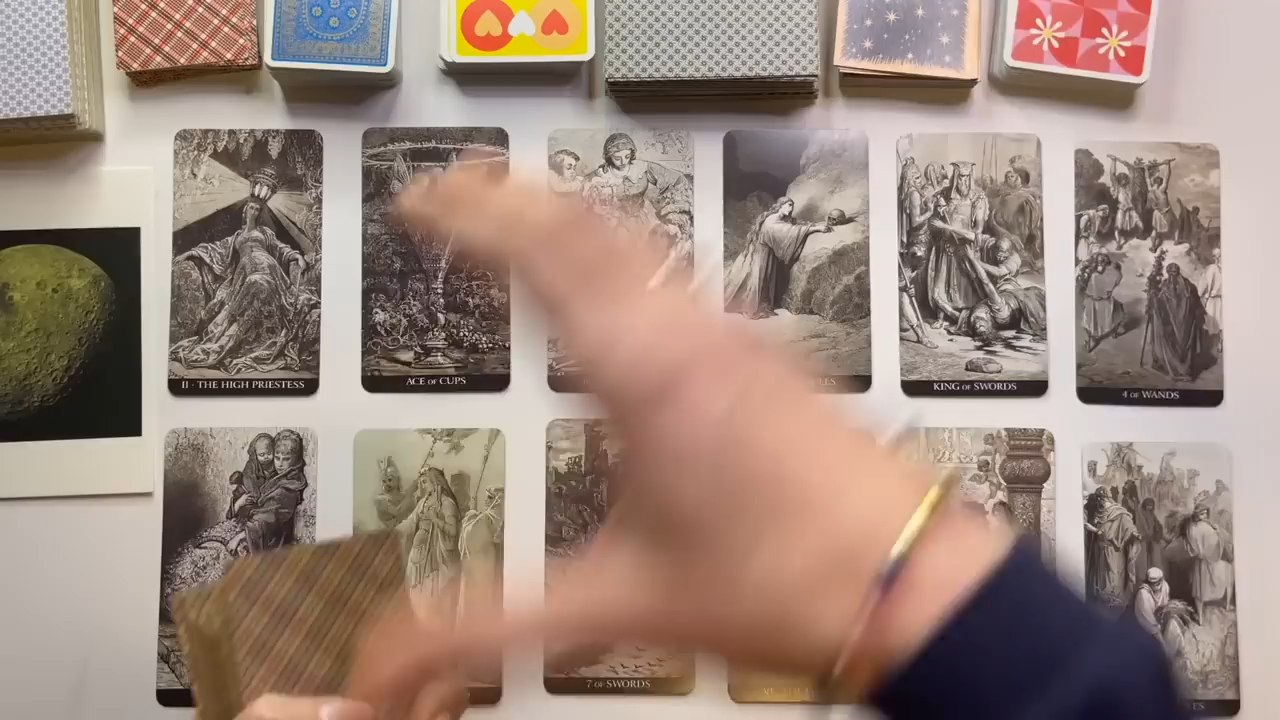 II · THE HIGH PRIESTESS
ACE OF CUPS
KING OF SWORDS
4 OF WANDS
7 OF SWORDS